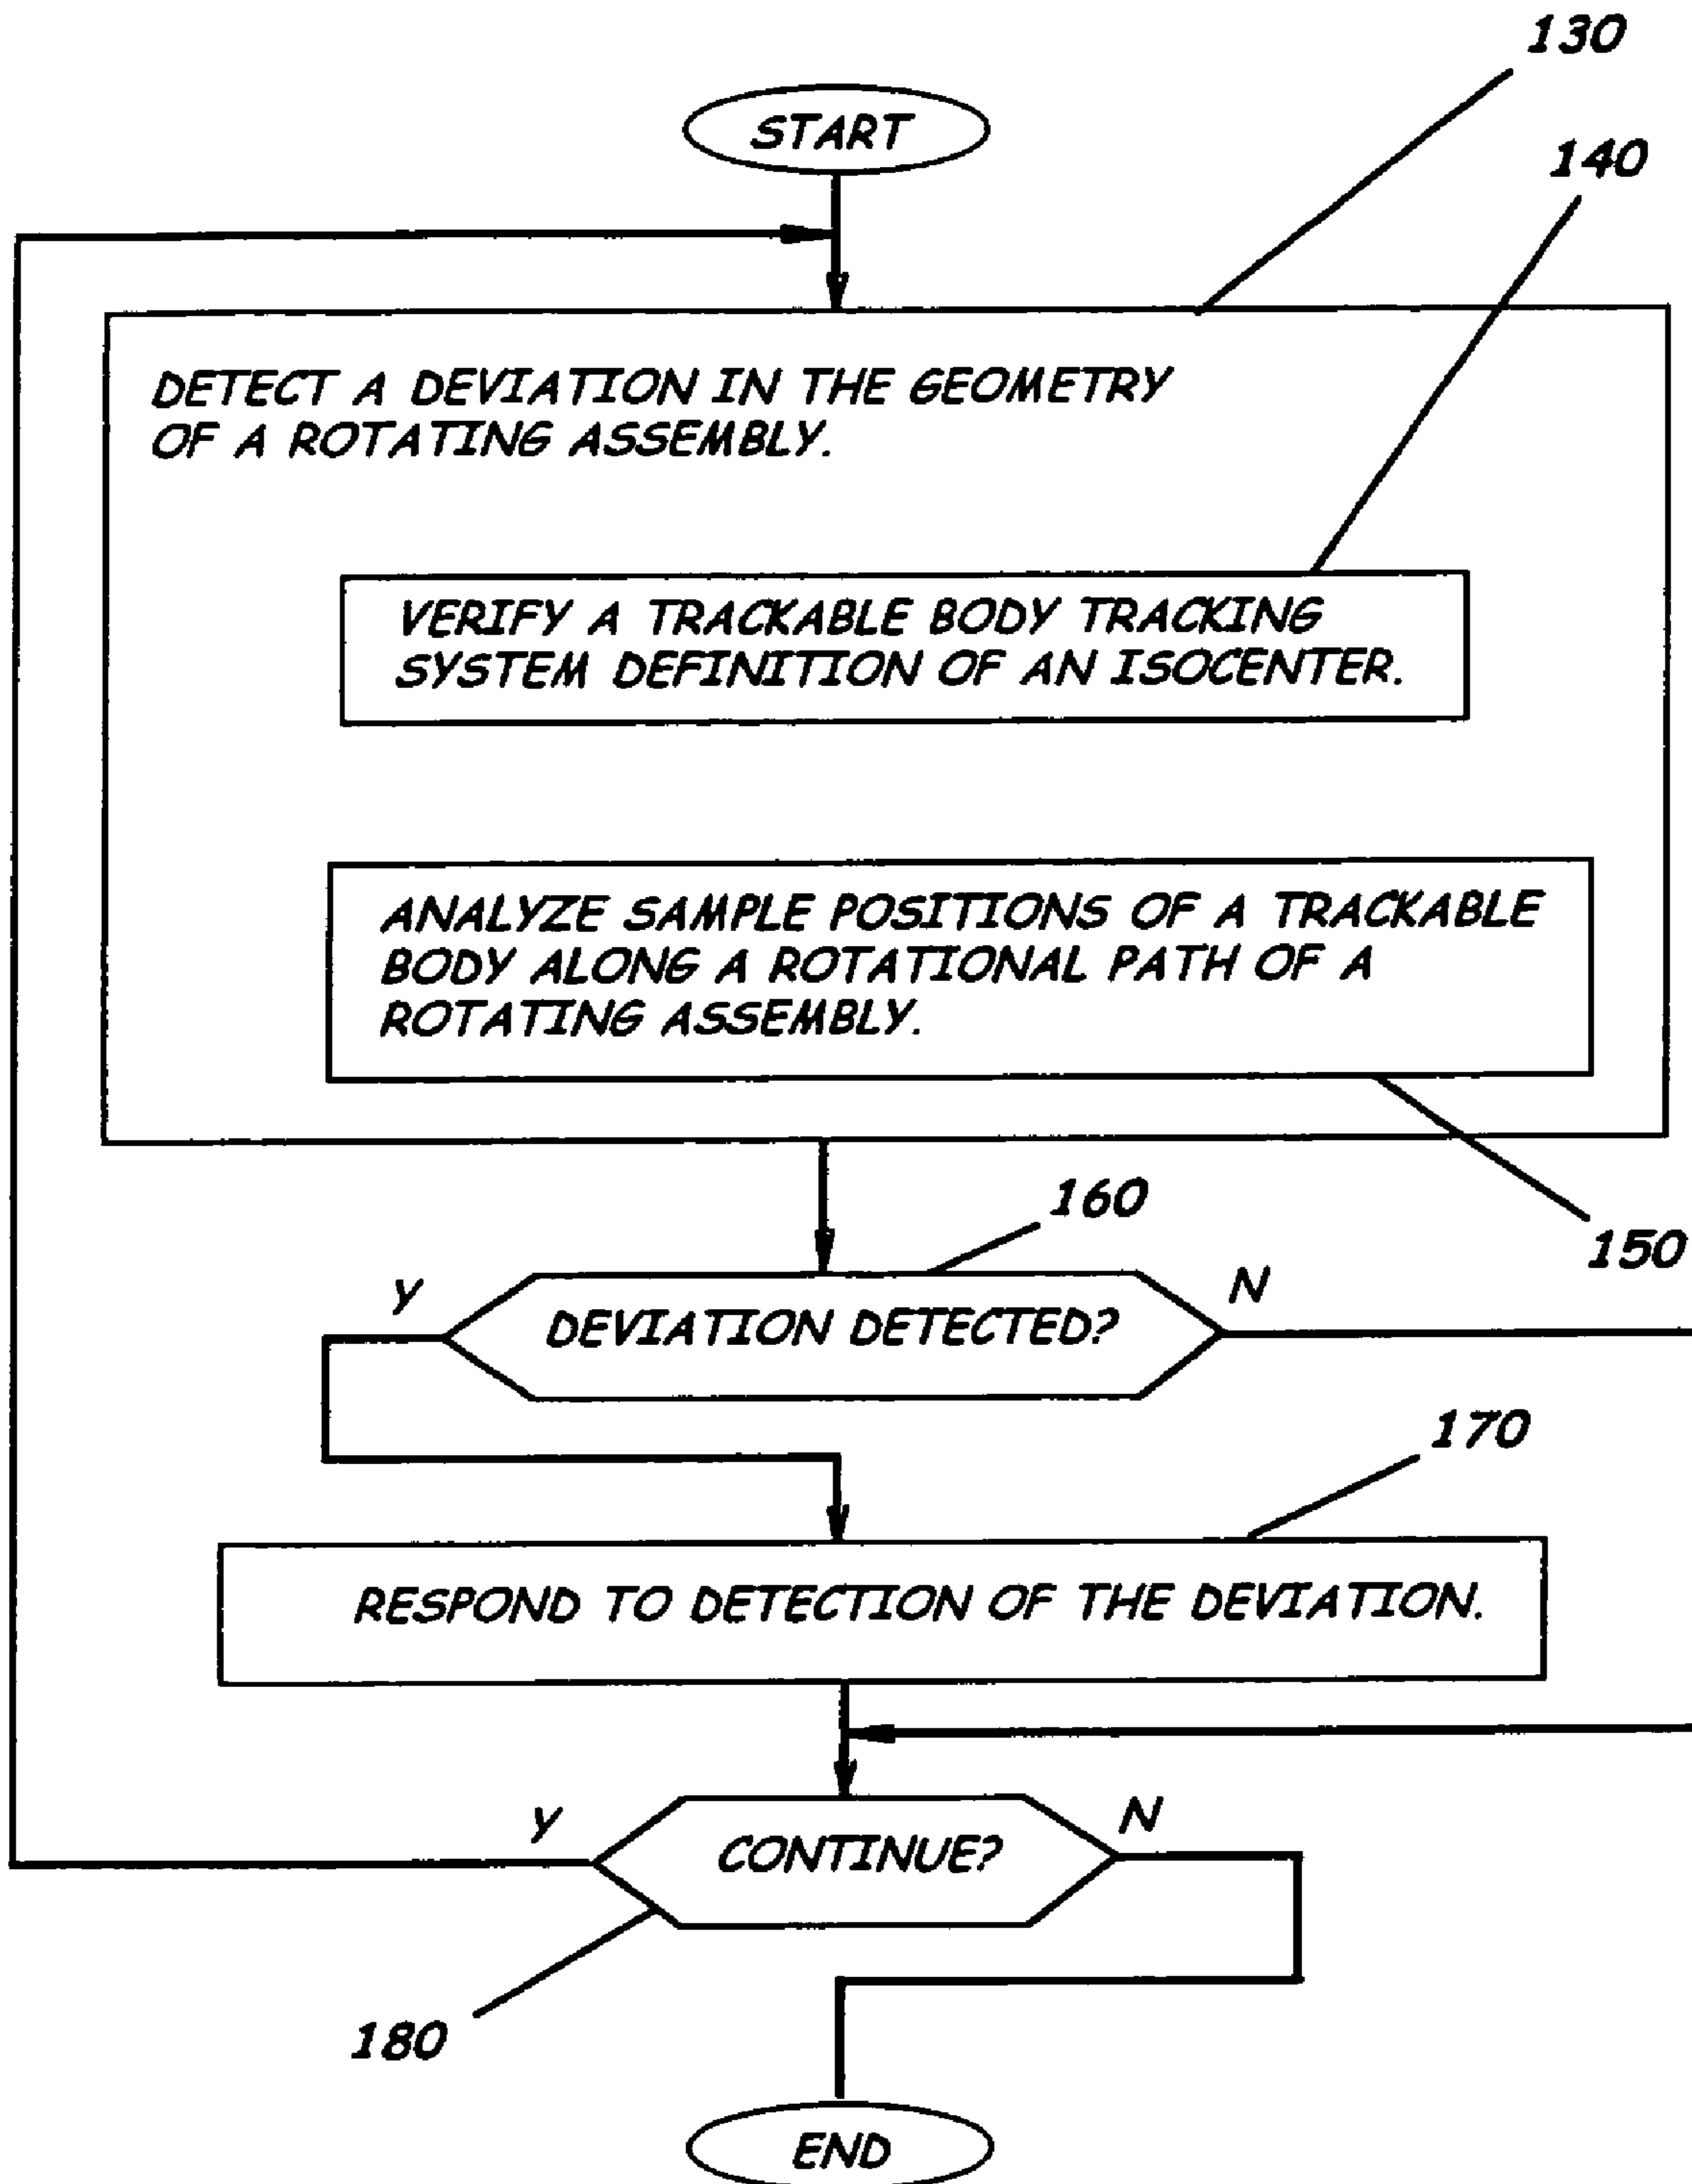 130
START
140
DETECT A DEVIATION IN THE GEOMETRY
OF A ROTATING ASSEMBLY.
VERIFY A TRACKABLE BODY TRACKING
SYSTEM DEFINITION OF AN ISOCENTER.
ANALYZE SAMPLE POSITIONS OF A TRACKABLE
BODY ALONG A ROTATIONAL PATH OF A
ROTATING ASSEMBLY.
160
150
Y
N
DEVIATION DETECTED?
170
RESPOND TO DETECTION OF THE DEVIATION.
Y
N
CONTINUE?
180
END